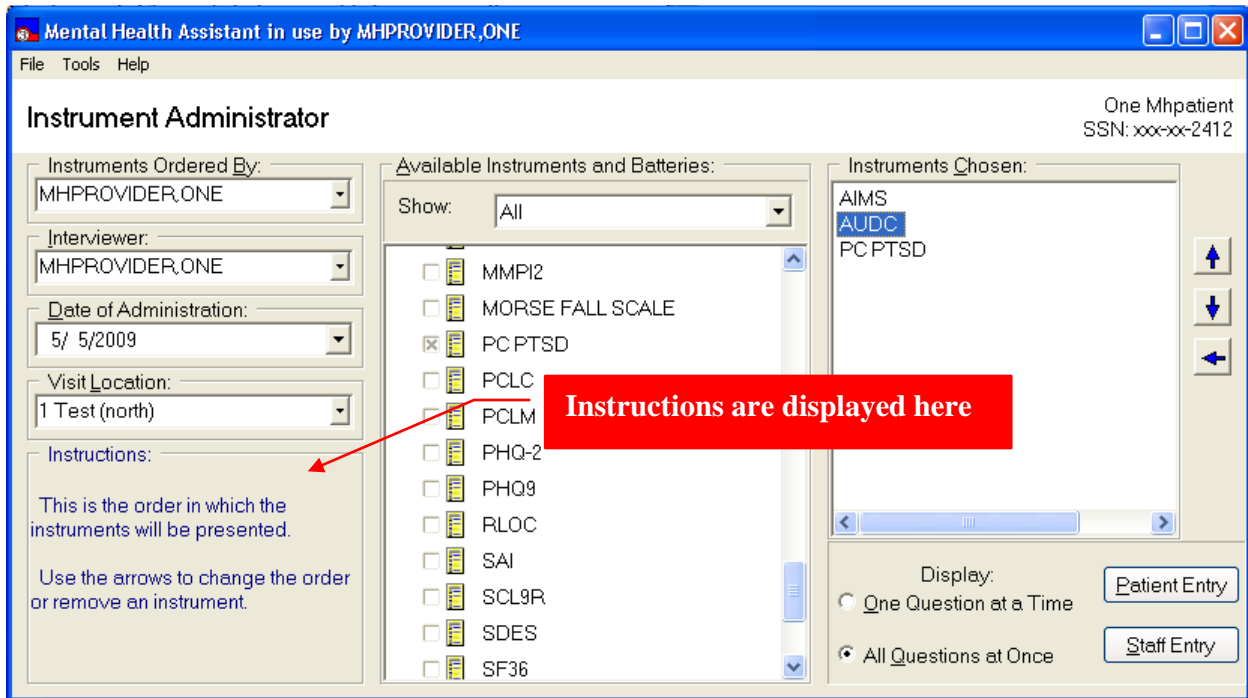 Mental Health Assistant in use by MHPROVIDER,ONE
File Tools Help
Instrument Administrator
One Mhpatient
SSN: xxx-xx-2412
Instruments Ordered By:
MHPROVIDER,ONE
Interviewer:
MHPROVIDER,ONE
Date of Administration:
5/ 5/2009
Visit Location:
1 Test (north)
Instructions:
This is the order in which the
instruments will be presented.
Use the arrows to change the order
or remove an instrument.
Available Instruments and Batteries:
Show: All
MMPI2
MORSE FALL SCALE
PC PTSD
PCLC
PCLM
PHQ-2
PHQ9
RLOC
SAI
SCL9R
SDES
SF36
Instructions are displayed here
Instruments Chosen:
AIMS
AUDC
PC PTSD
Display:
One Question at a Time
All Questions at Once
Patient Entry
Staff Entry